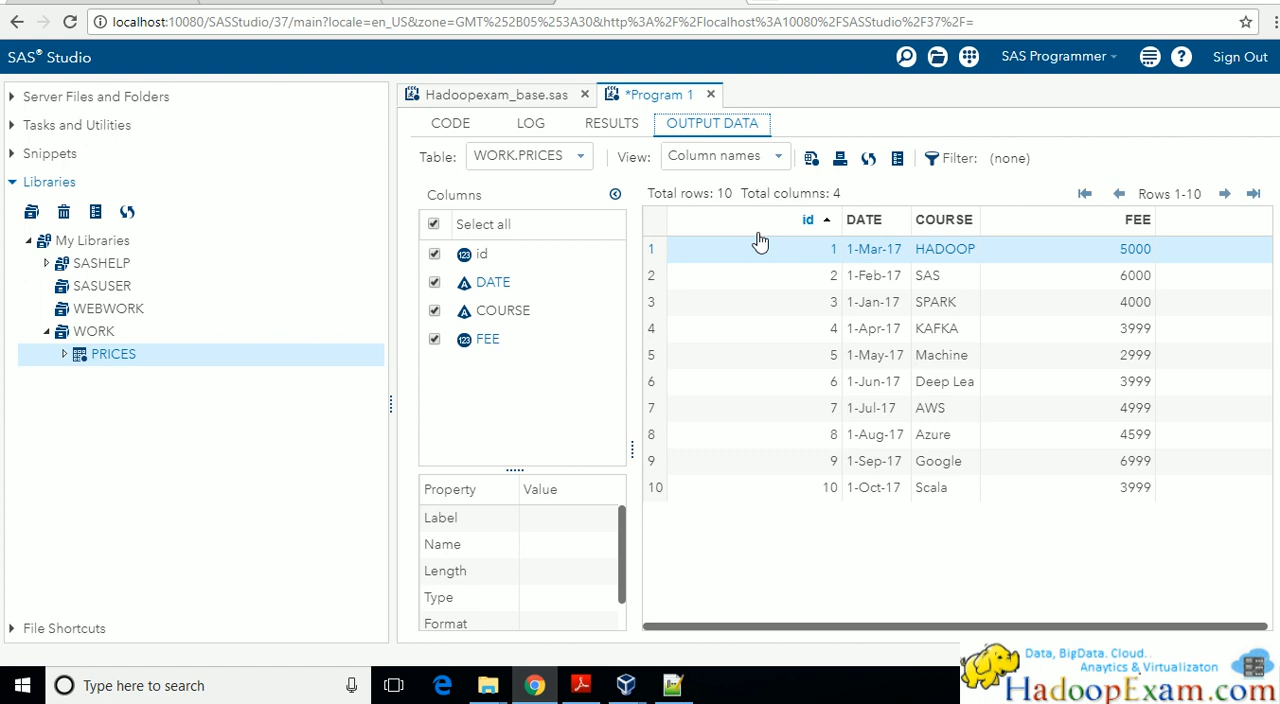 localhost:10080/SASStudio/37/main?locale=en_US&zone=GMT%252B05%253A30&http%3A%2F%2Flocalhost%3A10080%2FSASStudio%2F37%2F=
SAS® Studio
SAS Programmer
Sign Out
Server Files and Folders
Tasks and Utilities
Snippets
Libraries
My Libraries
SASHELP
SASUSER
WEBWORK
WORK
PRICES
File Shortcuts
Hadoopexam_base.sas
*Program 1
CODE LOG RESULTS OUTPUT DATA
Table: WORK.PRICES View: Column names Filter: (none)
Columns
Select all
id
DATE
COURSE
FEE
Property Value
Label
Name
Length
Type
Format
Total rows: 10 Total columns: 4 Rows 1-10
id DATE COURSE FEE
1 1 1-Mar-17 HADOOP 5000
2 2 1-Feb-17 SAS 6000
3 3 1-Jan-17 SPARK 4000
4 4 1-Apr-17 KAFKA 3999
5 5 1-May-17 Machine 2999
6 6 1-Jun-17 Deep Lea 3999
7 7 1-Jul-17 AWS 4999
8 8 1-Aug-17 Azure 4599
9 9 1-Sep-17 Google 6999
10 10 1-Oct-17 Scala 3999
Type here to search
Data, BigData. Cloud..
Anaytics & Virtualizaton
HadoopExam.com